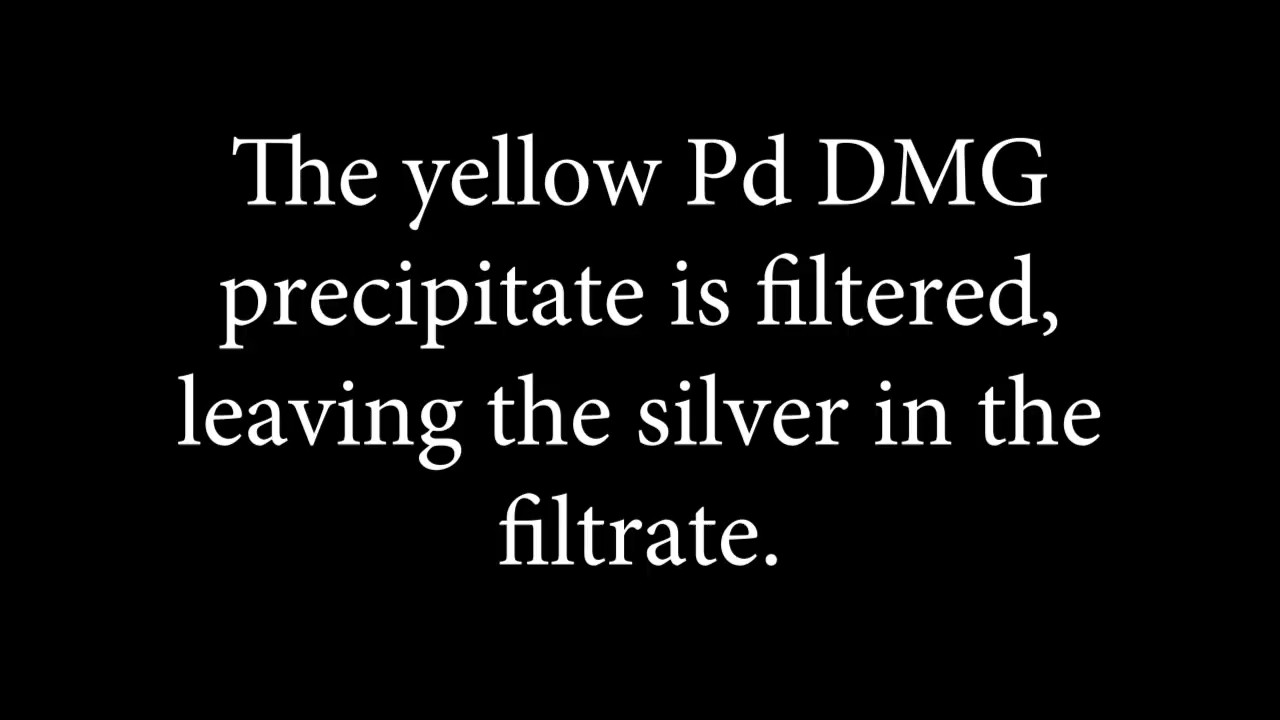 The yellow Pd DMG
precipitate is filtered,
leaving the silver in the
filtrate.